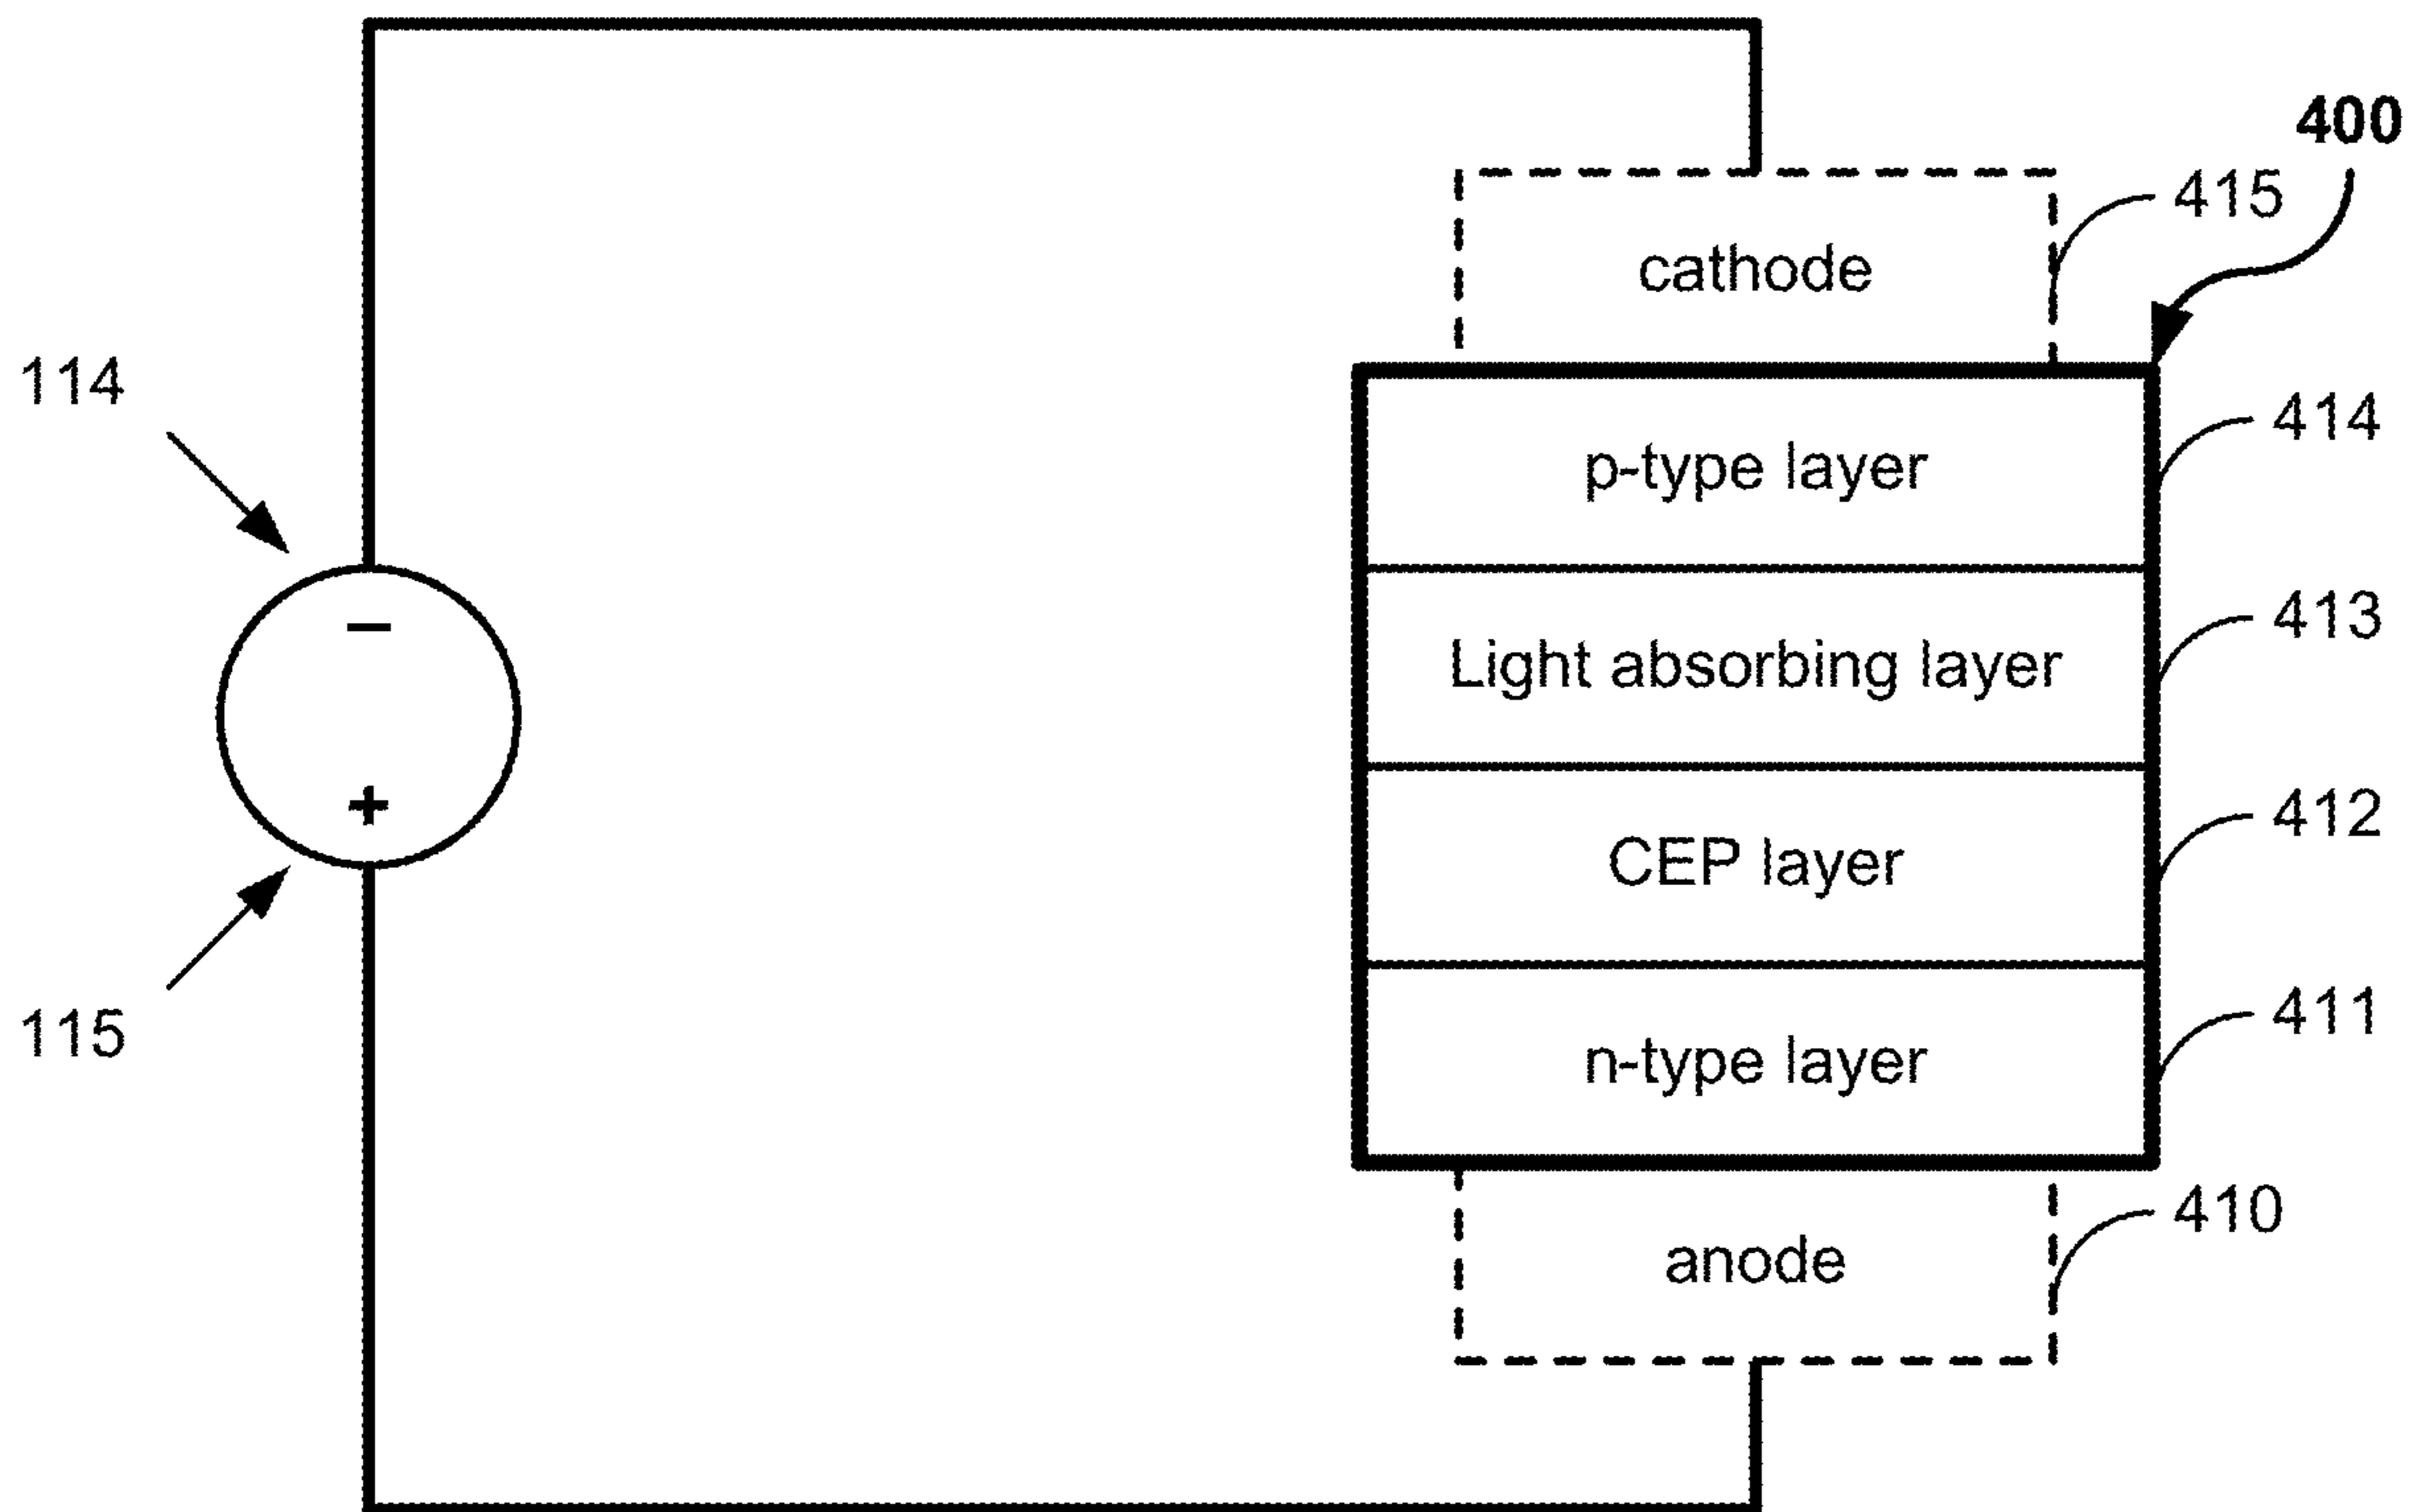 400
415
cathode
114
414
p-type layer
413
−
Light absorbing layer
412
+
CEP layer
411
115
n-type layer
410
anode